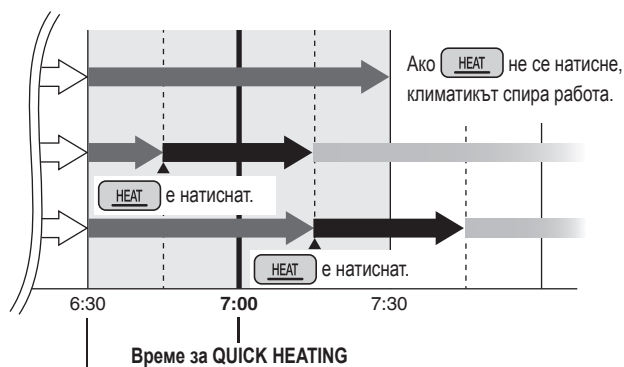 Ако HEAT не се натисне,
климатикът спира работа.
HEAT е натиснат.
HEAT е натиснат.
6:30 7:00 7:30
Време за QUICK HEATING